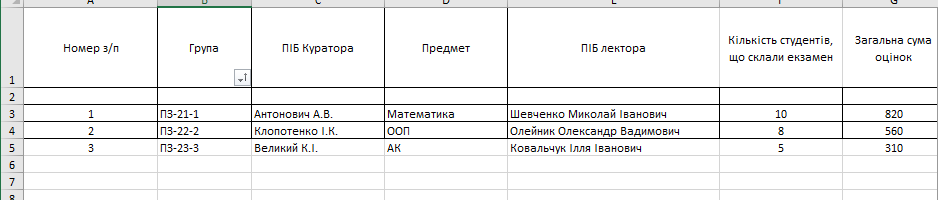 A B C D E F G
1 Номер з/п Група ПІБ Куратора Предмет ПІБ лектора Кількість студентів, що склали екзамен Загальна сума оцінок
2
3 1 ПЗ-21-1 Антонович А.В. Математика Шевченко Миколай Іванович 10 820
4 2 ПЗ-22-2 Клопотенко І.К. ООП Олейник Олександр Вадимович 8 560
5 3 ПЗ-23-3 Великий К.І. АК Ковальчук Ілля Іванович 5 310
6
7
8